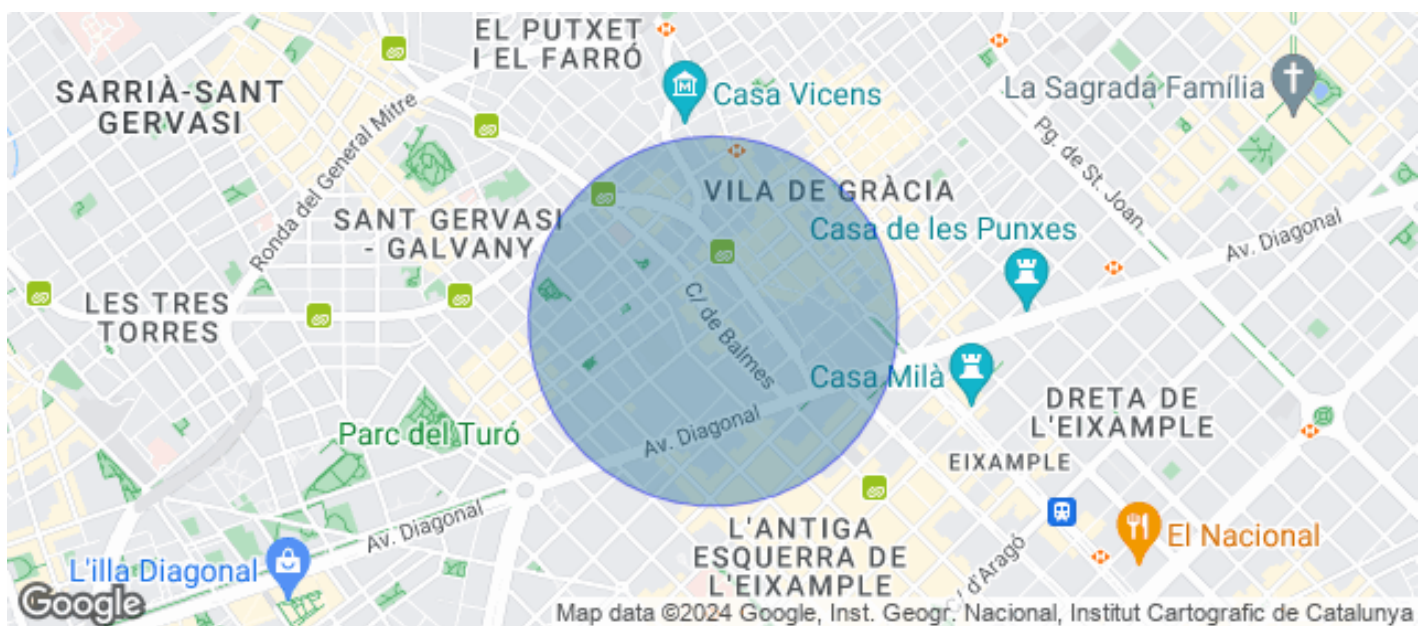 EL PUTXET
I EL FARRÓ
SARRIÀ-SANT
GERVASI
Casa Vicens
La Sagrada Família
Ronda del General Mitre
Pg. de St. Joan
VILA DE GRÀCIA
SANT GERVASI
- GALVANY
Casa de les Punxes
Av. Diagonal
LES TRES
TORRES
C/ de Balmes
Casa Milà
DRETA DE
L'EIXAMPLE
Parc del Turó
Av. Diagonal
EIXAMPLE
Av. Diagonal
L'ANTIGA
ESQUERRA DE
L'EIXAMPLE
El Nacional
L'illa Diagonal
C/ d'Aragó
Google
Map data ©2024 Google, Inst. Geogr. Nacional, Institut Cartografic de Catalunya